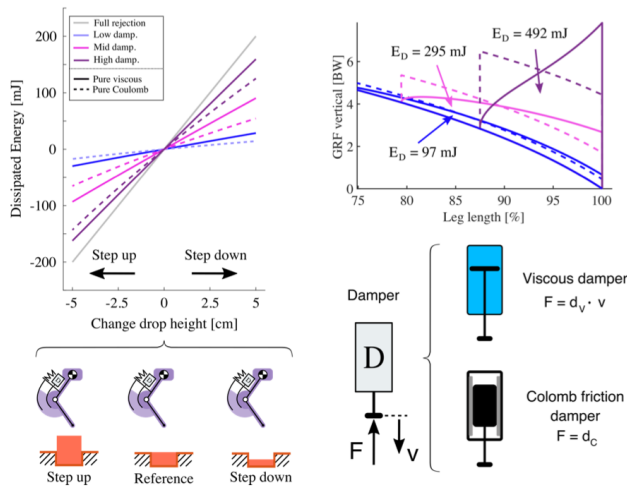 Full rejection
Low damp.
Mid damp.
High damp.
Pure viscous
Pure Coulomb
Dissipated Energy [mJ]
200
100
0
-100
-200
Step up
Step down
-5
-2.5
0
2.5
5
Change drop height [cm]
Step up
Reference
Step down
GRF vertical [BW]
6
4
2
0
E_D = 492 mJ
E_D = 295 mJ
E_D = 97 mJ
75
80
85
90
95
100
Leg length [%]
Damper
D
F
v
Viscous damper
F = d_V · v
Colomb friction
damper
F = d_C